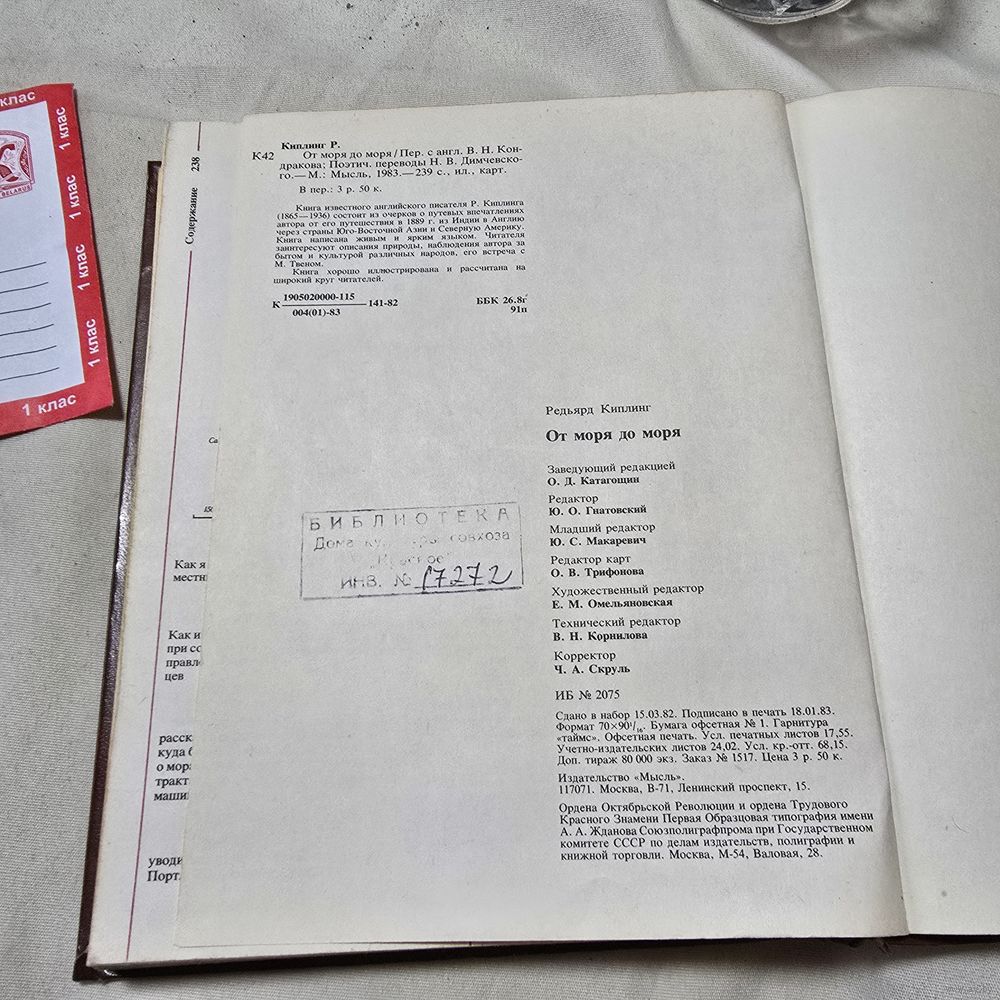 1 клас
1 клас
1 клас
1 клас
1 клас
1 клас
BELARUS
Содержание 238
Как я
местн
Как и
при со
правл
цев
расск
куда б
о мор
тракт
маши
уводи
Порт
Киплинг Р.
К42 От моря до моря / Пер. с англ. В. Н. Кон-
дракова; Поэтич. переводы Н. В. Димчевско-
го.— М.: Мысль, 1983.— 239 с., ил., карт.
В пер.: 3 р. 50 к.
Книга известного английского писателя Р. Киплинга
(1865—1936) состоит из очерков о путевых впечатлениях
автора от его путешествия в 1889 г. из Индии в Англию
через страны Юго-Восточной Азии и Северную Америку.
Книга написана живым и ярким языком. Читателя
заинтересуют описания природы, наблюдения автора за
бытом и культурой различных народов, его встреча с
М. Твеном.
Книга хорошо иллюстрирована и рассчитана на
широкий круг читателей.
К 1905020000-115 141-82 ББК 26.8г
004(01)-83 91п
Редьярд Киплинг
От моря до моря
Заведующий редакцией
О. Д. Катагощин
Редактор
Ю. О. Гнатовский
Младший редактор
Ю. С. Макаревич
Редактор карт
О. В. Трифонова
Художественный редактор
Е. М. Омельяновская
Технический редактор
В. Н. Корнилова
Корректор
Ч. А. Скруль
БИБЛИОТЕКА
Дома совхоза
ИНВ. № 17272
ИБ № 2075
Сдано в набор 15.03.82. Подписано в печать 18.01.83.
Формат 70×90¹/₁₆. Бумага офсетная № 1. Гарнитура
«таймс». Офсетная печать. Усл. печатных листов 17,55.
Учетно-издательских листов 24,02. Усл. кр.-отт. 68,15.
Доп. тираж 80 000 экз. Заказ № 1517. Цена 3 р. 50 к.
Издательство «Мысль».
117071. Москва, В-71, Ленинский проспект, 15.
Ордена Октябрьской Революции и ордена Трудового
Красного Знамени Первая Образцовая типография имени
А. А. Жданова Союзполиграфпрома при Государственном
комитете СССР по делам издательств, полиграфии и
книжной торговли. Москва, М-54, Валовая, 28.